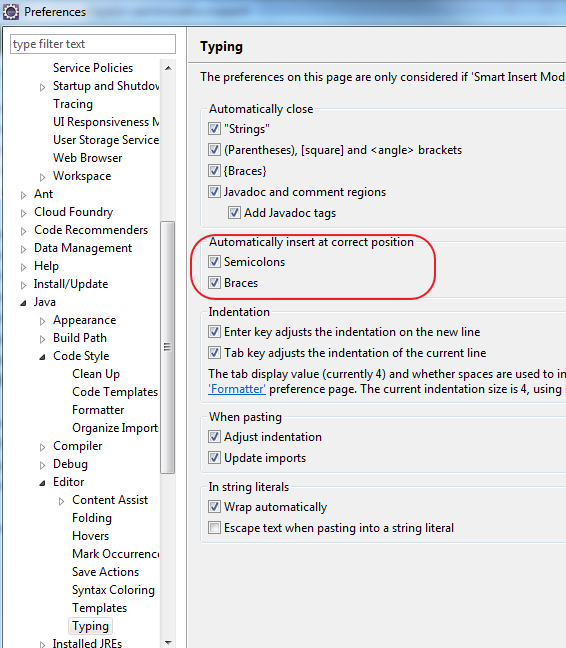 Preferences
type filter text
Service Policies
Startup and Shutdow
Tracing
UI Responsiveness M
User Storage Service
Web Browser
Workspace
Ant
Cloud Foundry
Code Recommenders
Data Management
Help
Install/Update
Java
Appearance
Build Path
Code Style
Clean Up
Code Templates
Formatter
Organize Import
Compiler
Debug
Editor
Content Assist
Folding
Hovers
Mark Occurrence
Save Actions
Syntax Coloring
Templates
Typing
Installed JREs
Typing
The preferences on this page are only considered if 'Smart Insert Mod
Automatically close
"Strings"
(Parentheses), [square] and <angle> brackets
{Braces}
Javadoc and comment regions
Add Javadoc tags
Automatically insert at correct position
Semicolons
Braces
Indentation
Enter key adjusts the indentation on the new line
Tab key adjusts the indentation of the current line
The tab display value (currently 4) and whether spaces are used to in
'Formatter' preference page. The current indentation size is 4, using
When pasting
Adjust indentation
Update imports
In string literals
Wrap automatically
Escape text when pasting into a string literal